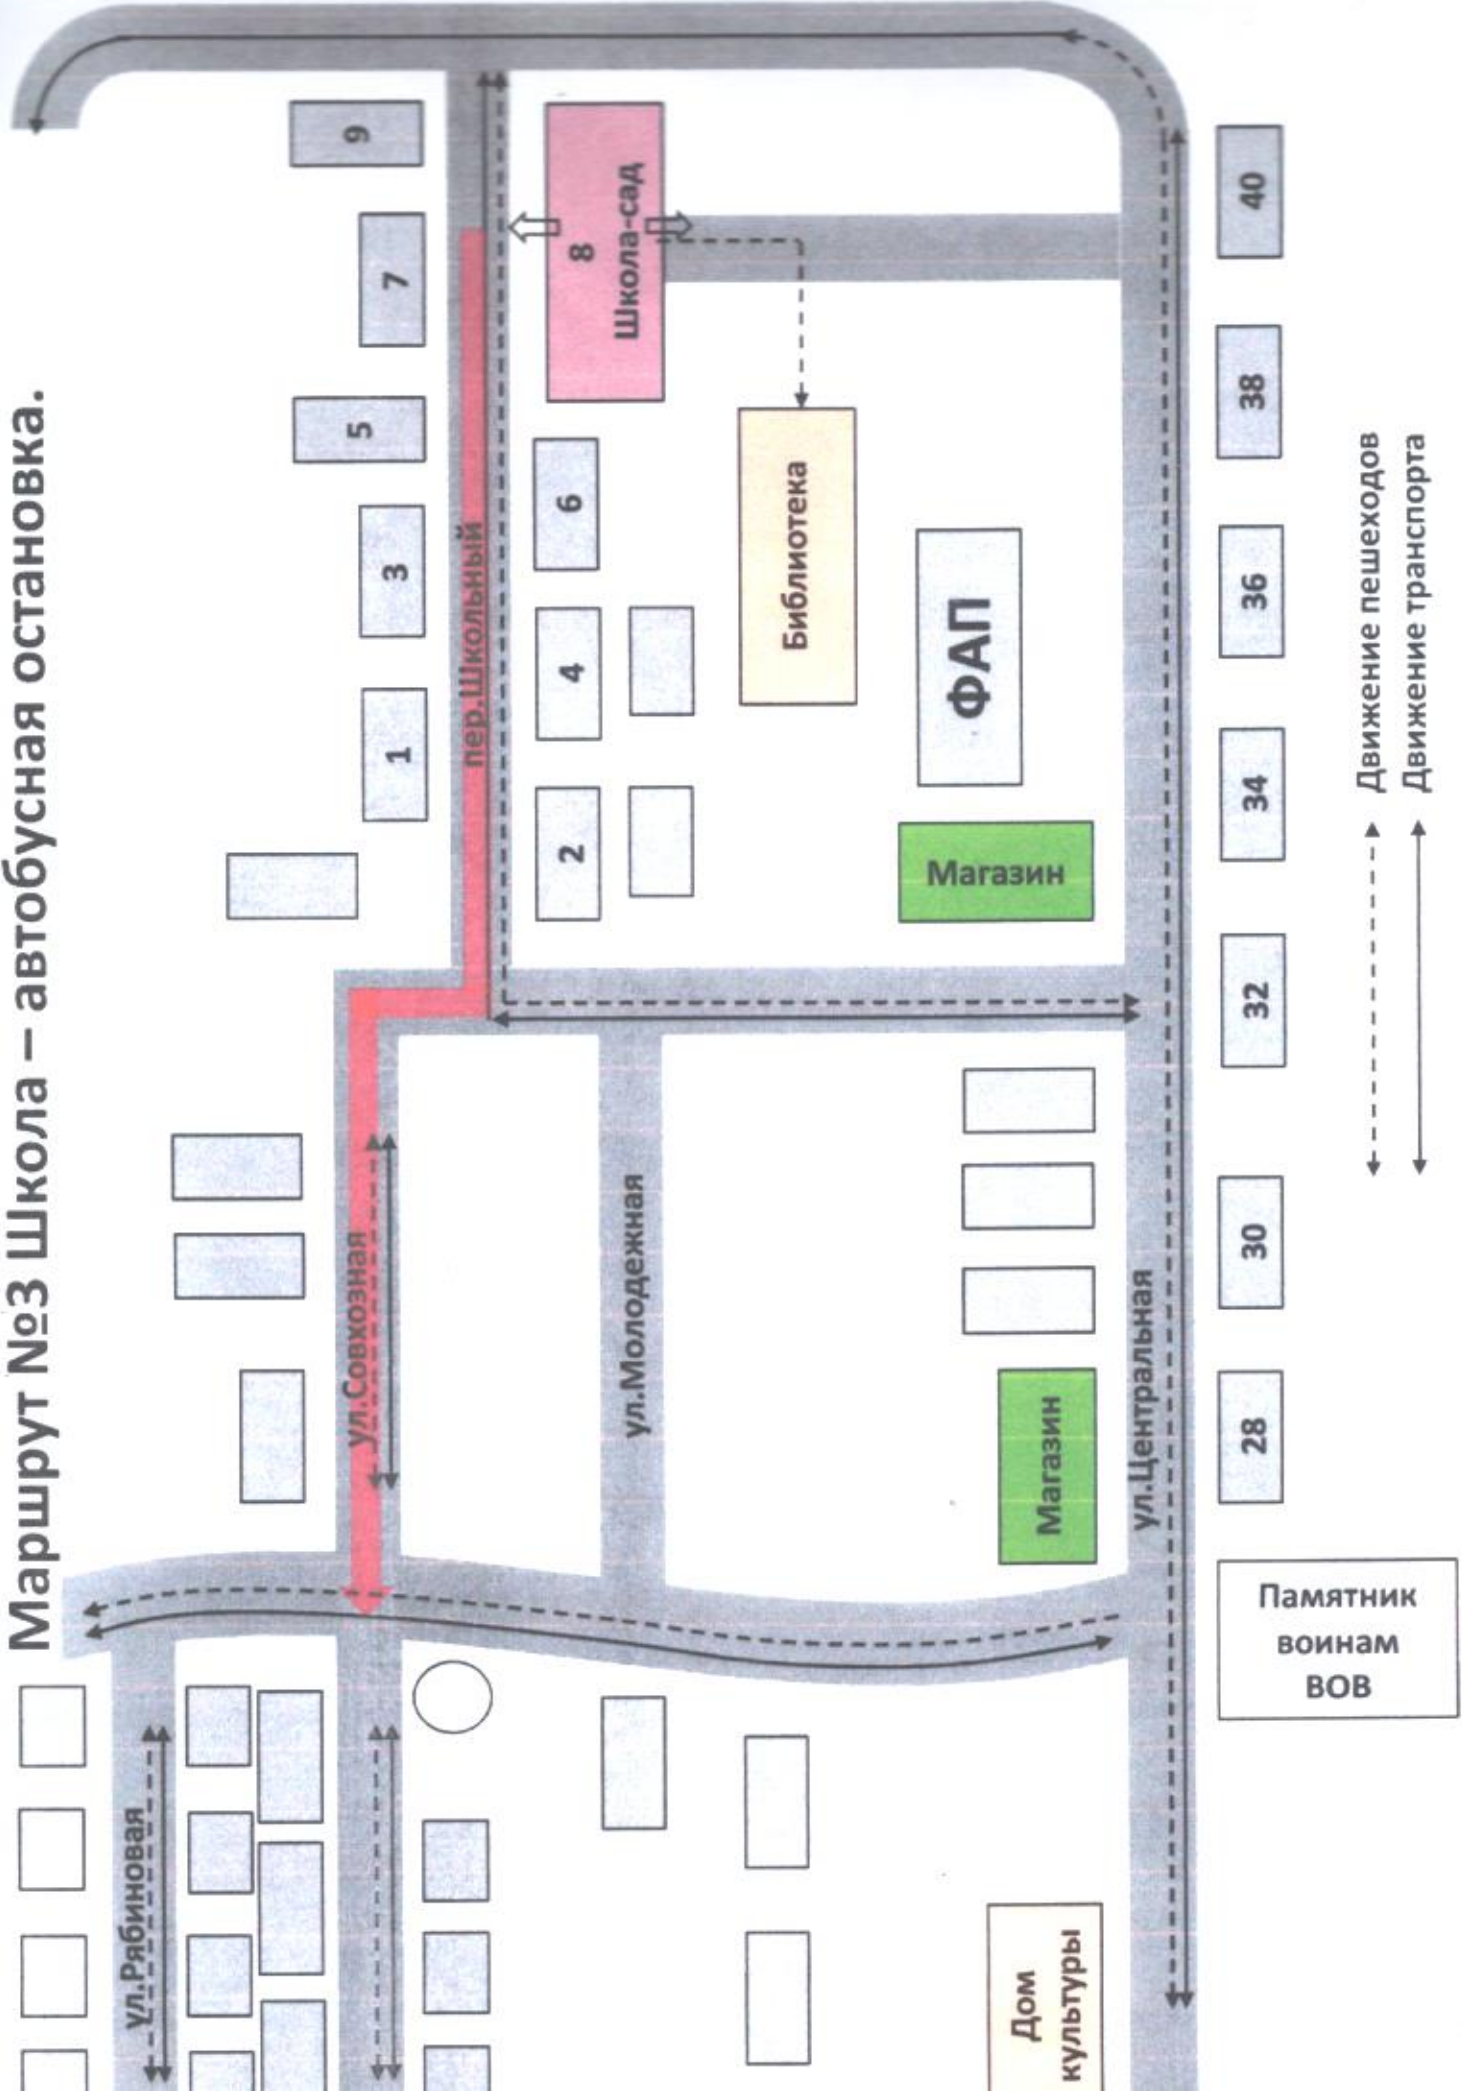 Маршрут №3 Школа – автобусная остановка.
9
7
5
3
1
пер.Школьный
8
Школа-сад
6
4
2
Библиотека
ФАП
Магазин
40
38
36
34
32
30
28
ул.Совхозная
ул.Молодежная
ул.Центральная
Магазин
Памятник
воинам
ВОВ
ул.Рябиновая
Дом
культуры
Движение пешеходов
Движение транспорта